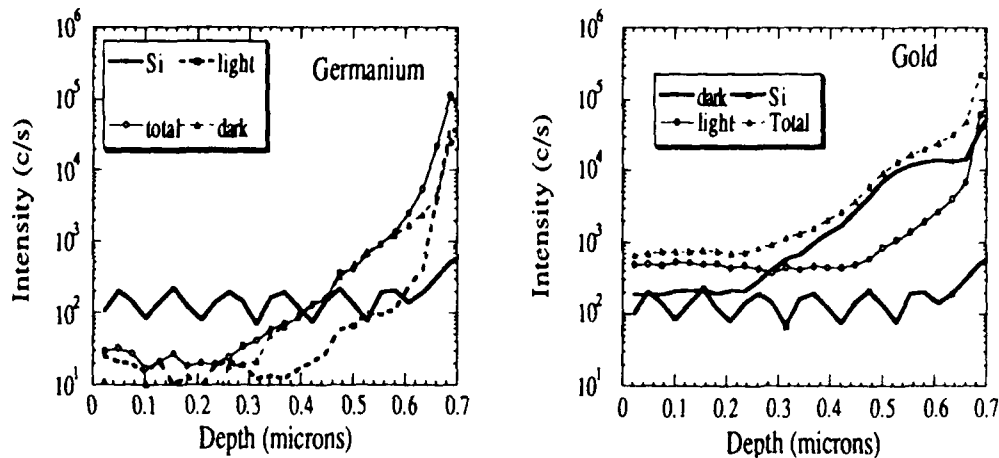 Germanium
Si light
total dark
10^6
10^5
10^4
10^3
10^2
10^1
Intensity (c/s)
0 0.1 0.2 0.3 0.4 0.5 0.6 0.7
Depth (microns)
Gold
dark Si
light Total
10^6
10^5
10^4
10^3
10^2
10^1
Intensity (c/s)
0 0.1 0.2 0.3 0.4 0.5 0.6 0.7
Depth (microns)